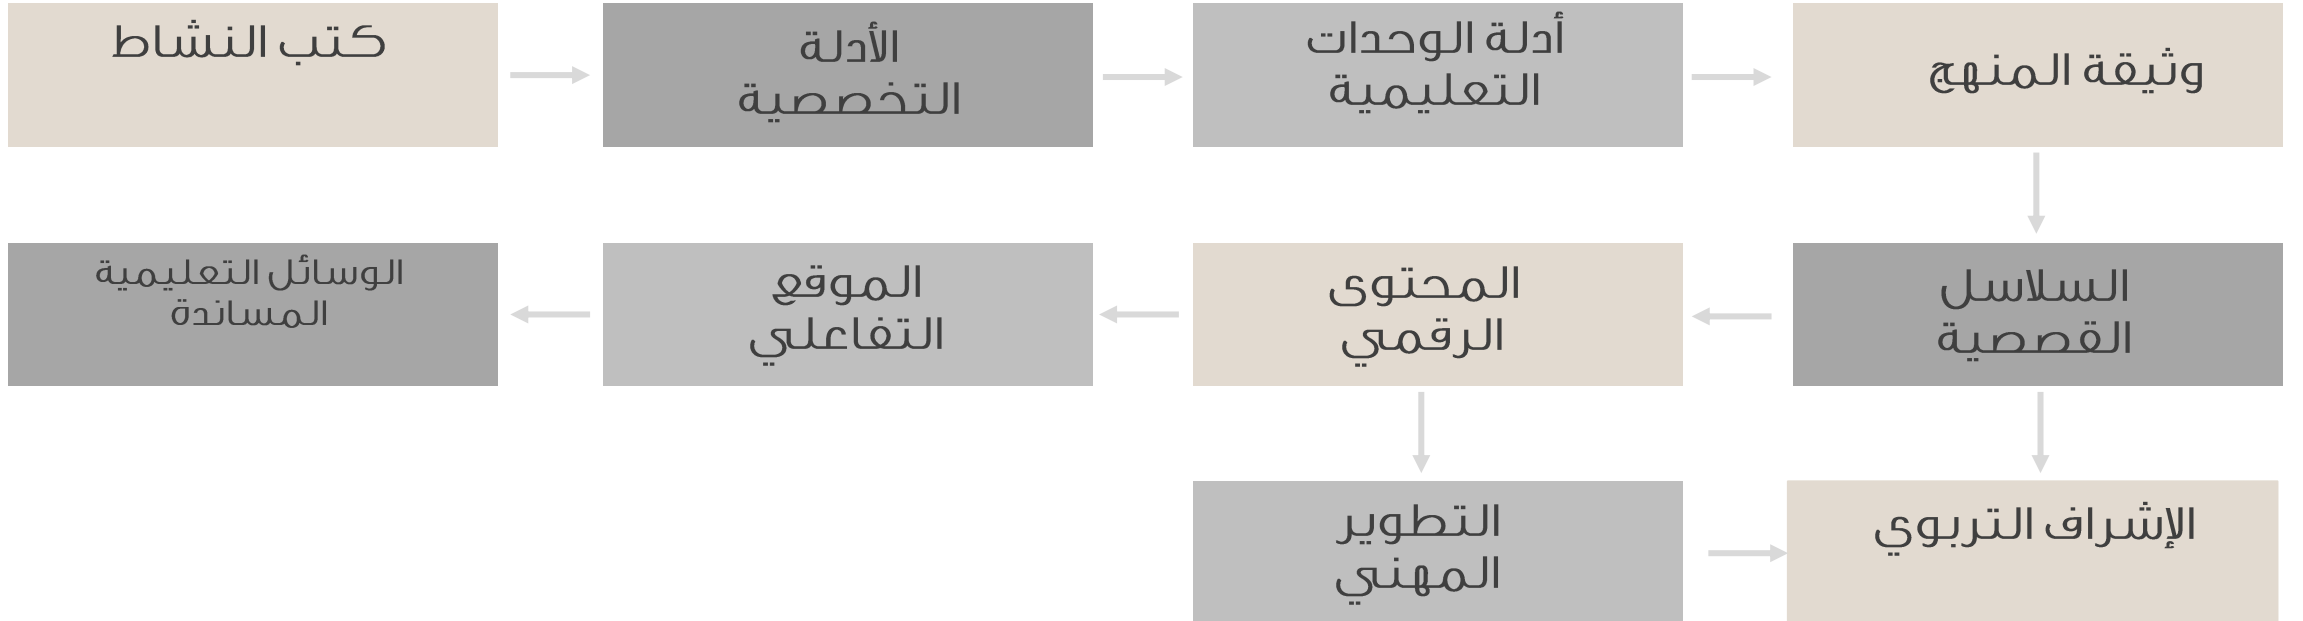 وثيقة المنهج
أدلة الوحدات
التعليمية
الأدلة
التخصصية
كتب النشاط
السلاسل
القصصية
المحتوى
الرقمي
الموقع
التفاعلي
الوسائل التعليمية
المساندة
الإشراف التربوي
التطوير
المهني